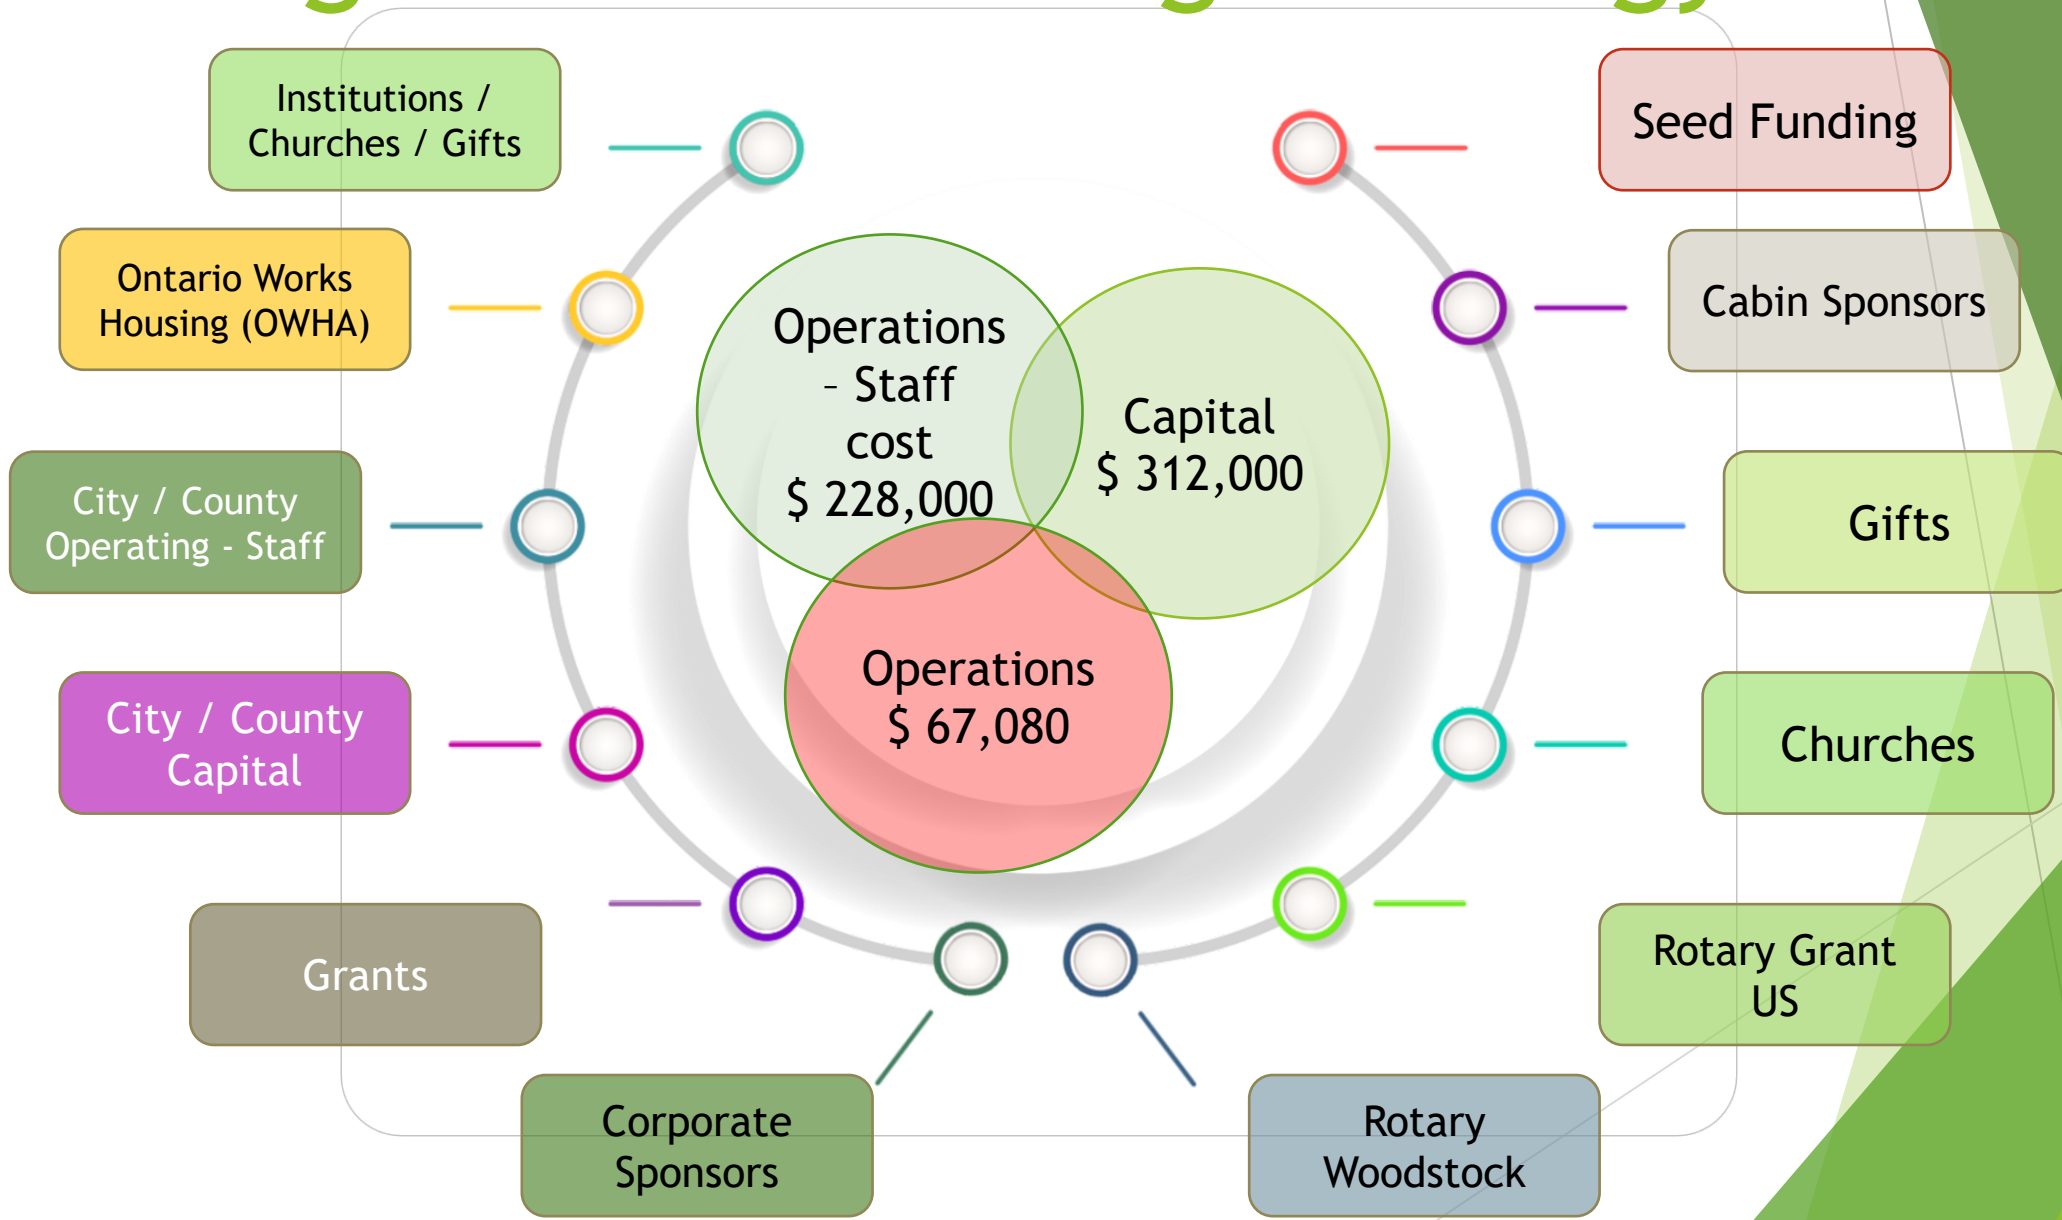 Institutions /
Churches / Gifts
Seed Funding
Ontario Works
Housing (OWHA)
Cabin Sponsors
Operations
– Staff
cost
$ 228,000
Capital
$ 312,000
City / County
Operating - Staff
Gifts
Operations
$ 67,080
City / County
Capital
Churches
Grants
Rotary Grant
US
Corporate
Sponsors
Rotary
Woodstock